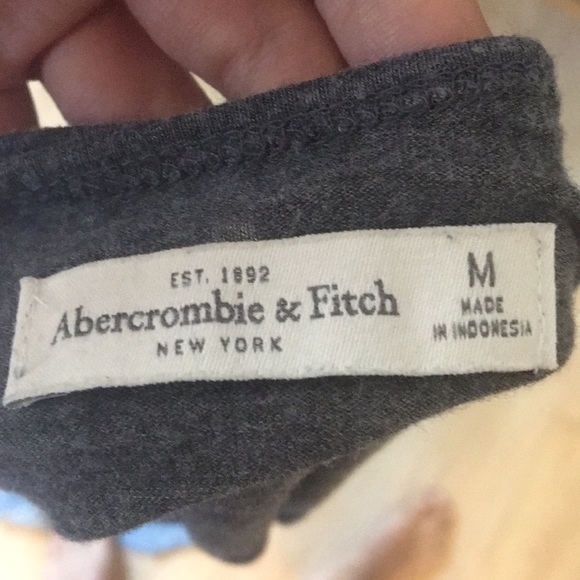 EST. 1892
Abercrombie & Fitch
NEW YORK
M
MADE
IN INDONESIA